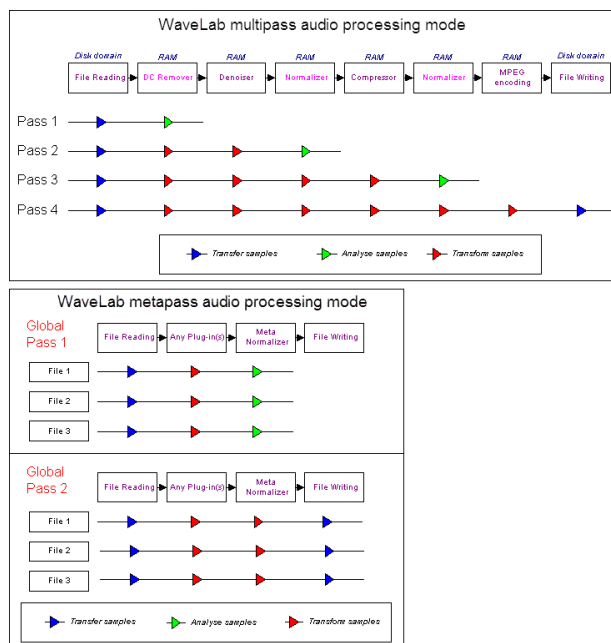 WaveLab multipass audio processing mode
Disk domain RAM RAM RAM RAM RAM RAM Disk domain
File Reading DC Remover Denoiser Normalizer Compressor Normalizer MPEG encoding File Writing
Pass 1
Pass 2
Pass 3
Pass 4
Transfer samples Analyse samples Transform samples
WaveLab metapass audio processing mode
Global
Pass 1
File Reading Any Plug-in(s) Meta Normalizer File Writing
File 1
File 2
File 3
Global
Pass 2
File Reading Any Plug-in(s) Meta Normalizer File Writing
File 1
File 2
File 3
Transfer samples Analyse samples Transform samples